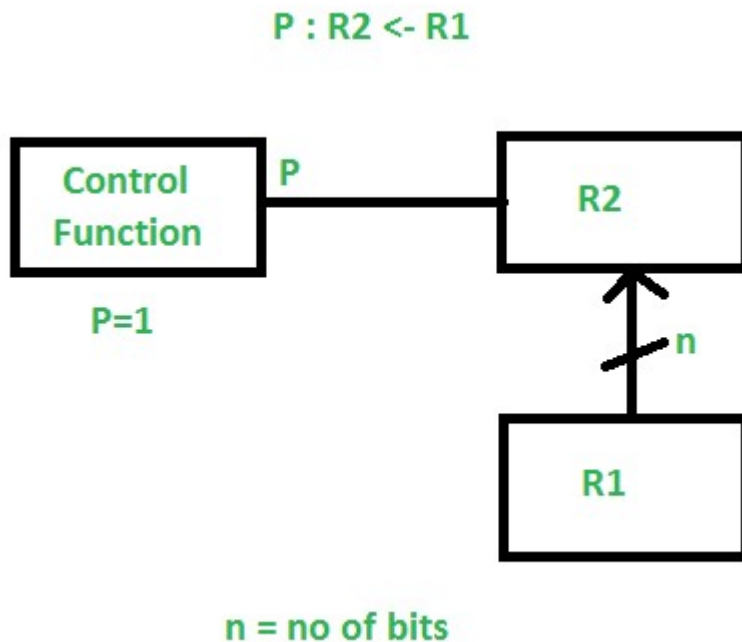 P : R2 <- R1
Control
Function
P
R2
P=1
n
R1
n = no of bits